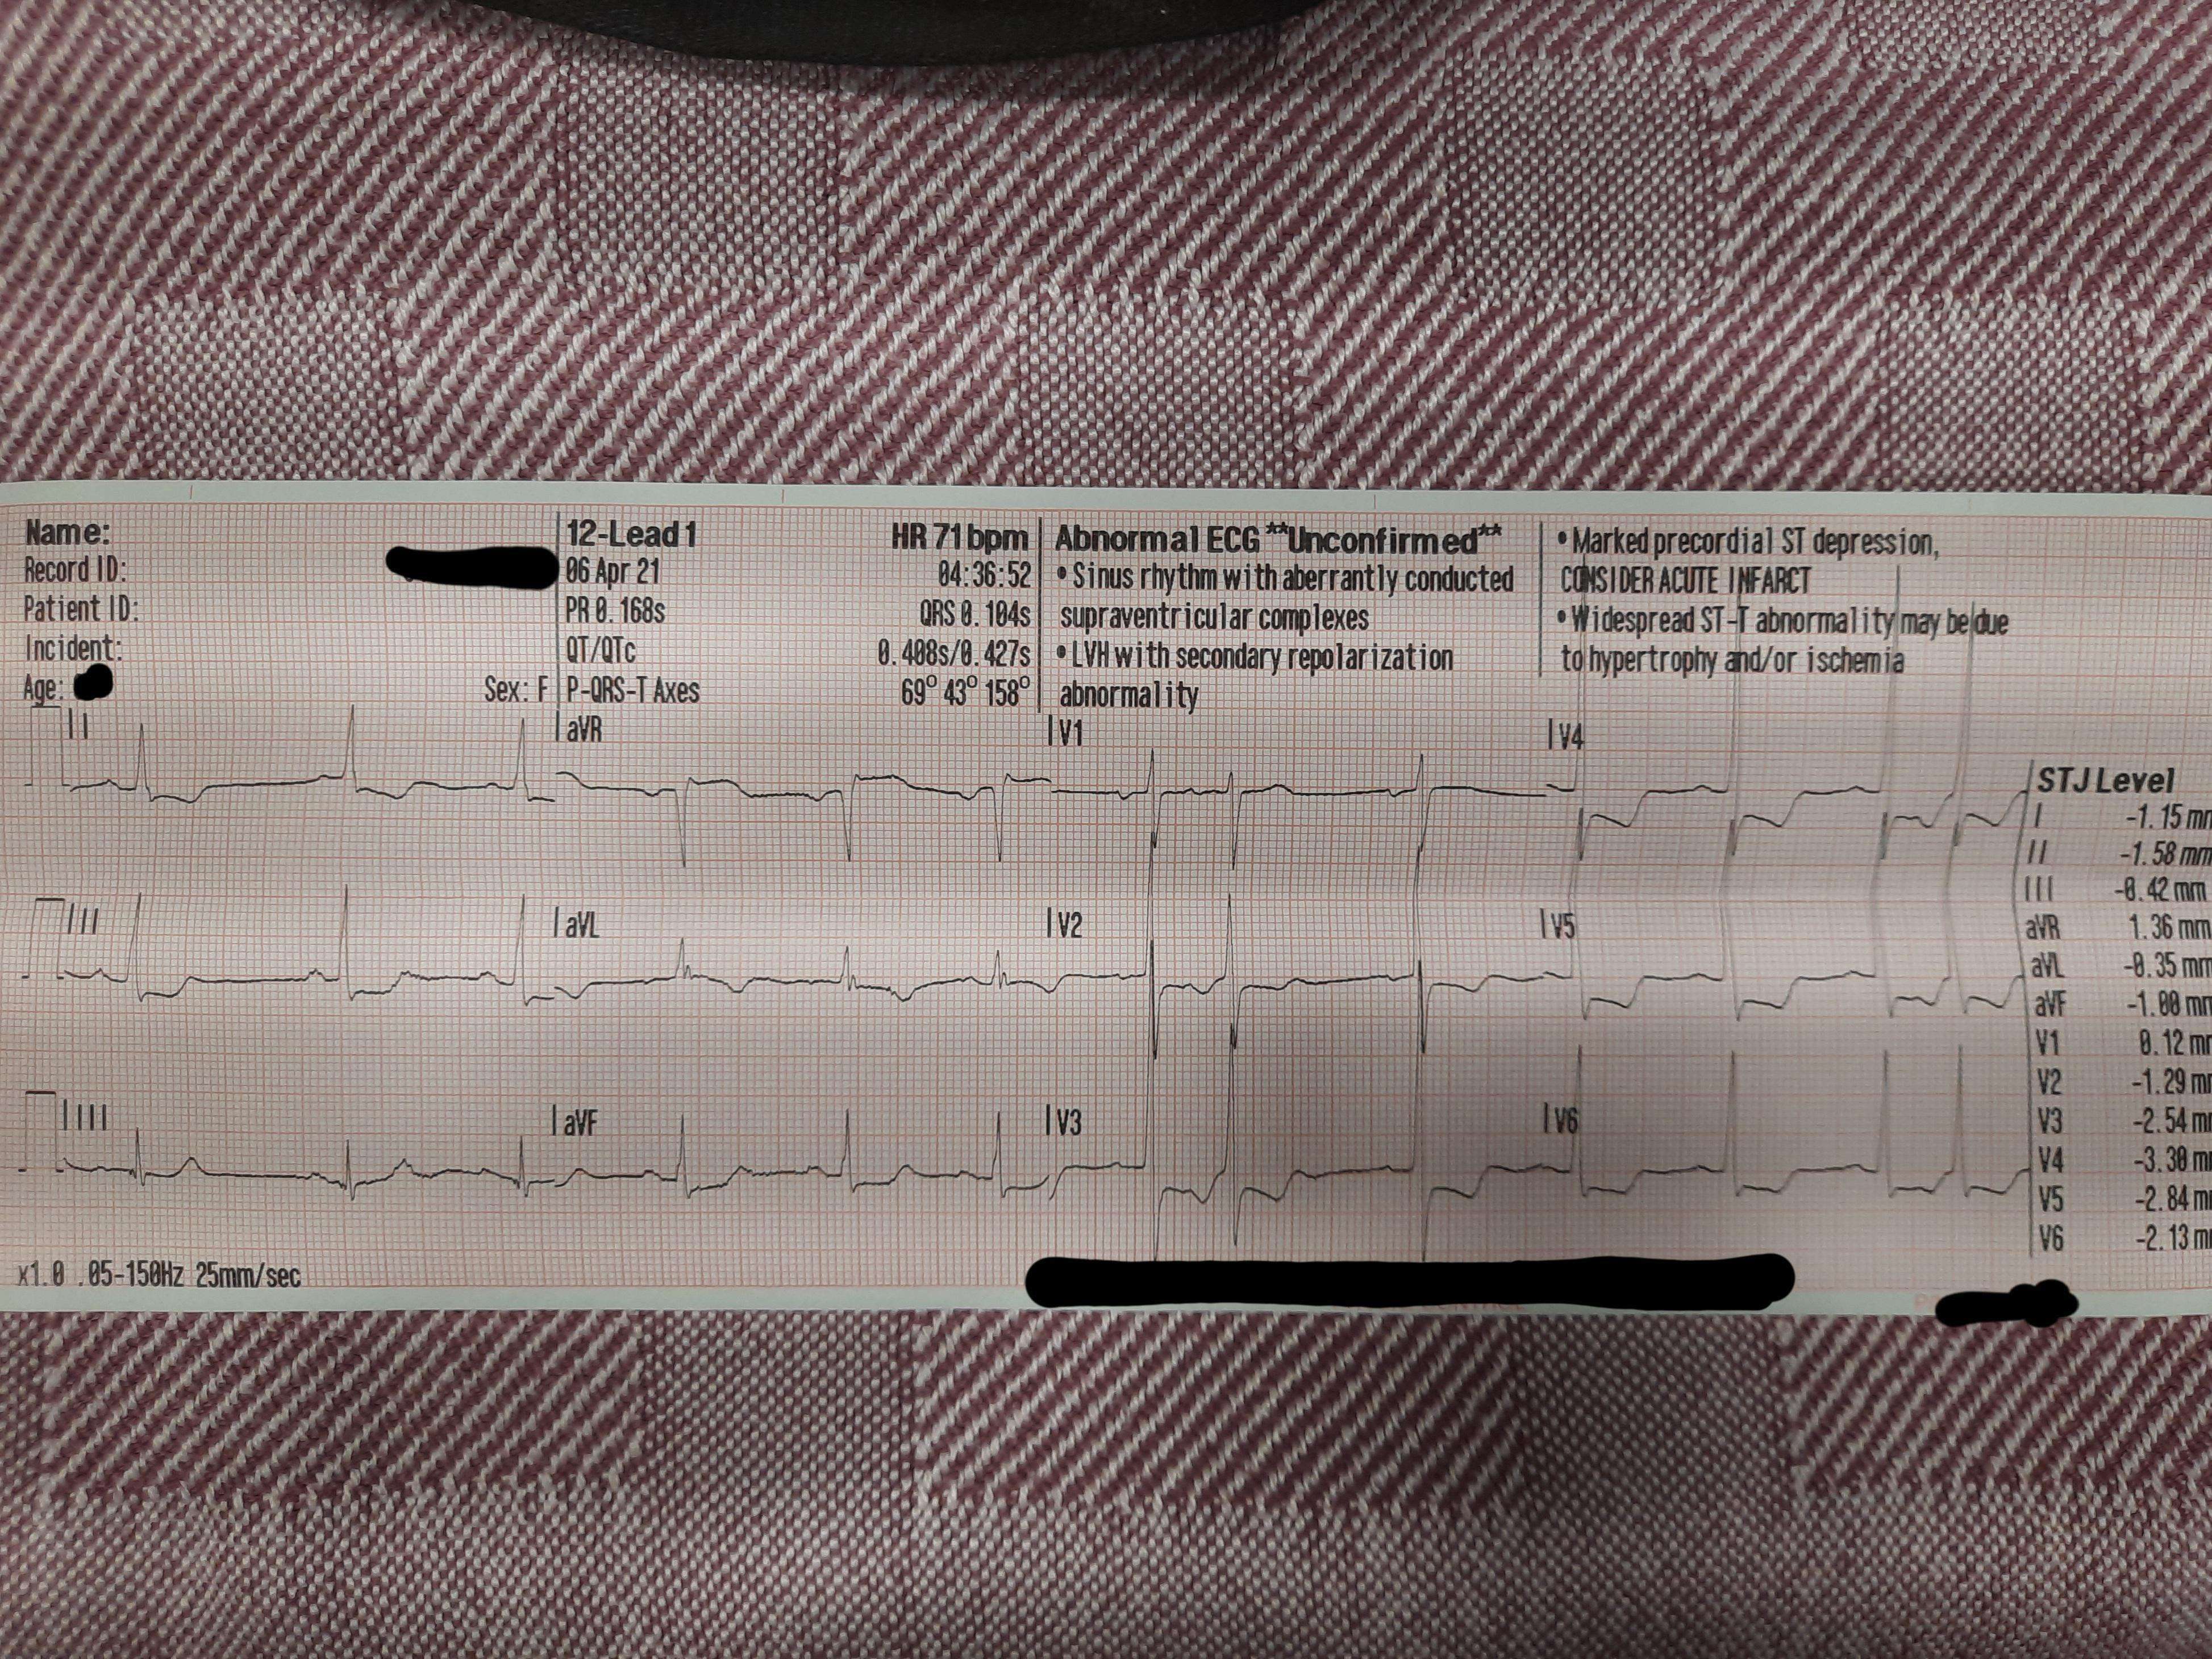 Name:
Record ID:
Patient ID:
Incident:
Age:
Sex: F
12-Lead 1
HR 71 bpm
06 Apr 21
04:36:52
PR 0.168s
QRS 0.104s
QT/QTc
0.408s/0.427s
P-QRS-T Axes
69° 43° 158°
Abnormal ECG **Unconfirmed**
• Sinus rhythm with aberrantly conducted
supraventricular complexes
• LVH with secondary repolarization
abnormality
• Marked precordial ST depression,
CONSIDER ACUTE INFARCT
• Widespread ST-T abnormality may be due
to hypertrophy and/or ischemia
II
aVR
V1
V4
III
aVL
V2
V5
IIII
aVF
V3
V6
STJ Level
I -1.15 mm
II -1.58 mm
III -0.42 mm
aVR 1.36 mm
aVL -0.35 mm
aVF -1.00 mm
V1 0.12 mm
V2 -1.29 mm
V3 -2.54 mm
V4 -3.30 mm
V5 -2.84 mm
V6 -2.13 mm
x1.0 .05-150Hz 25mm/sec